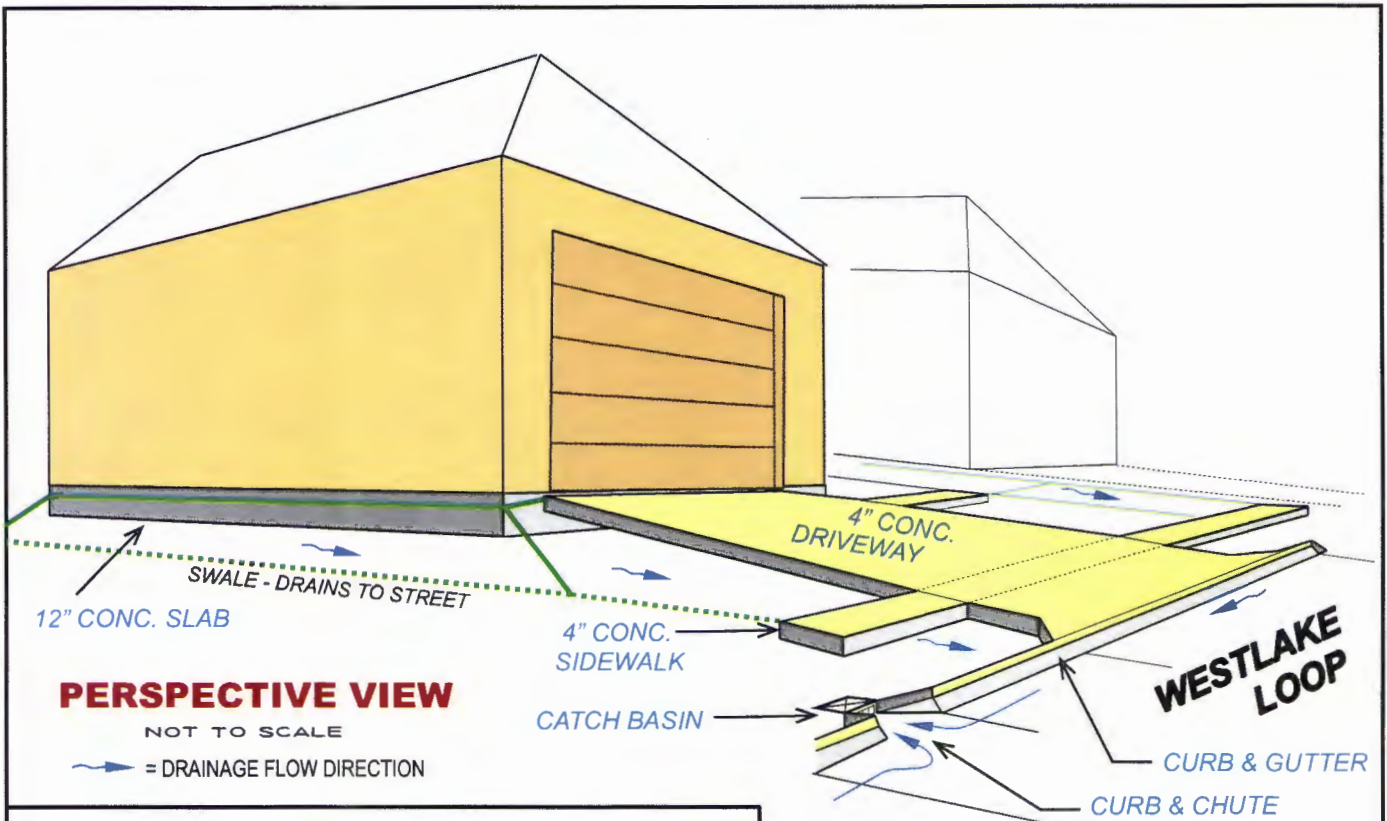 4" CONC.
DRIVEWAY
SWALE - DRAINS TO STREET
12" CONC. SLAB
4" CONC.
SIDEWALK
WESTLAKE
LOOP
PERSPECTIVE VIEW
NOT TO SCALE
CATCH BASIN
= DRAINAGE FLOW DIRECTION
CURB & GUTTER
CURB & CHUTE